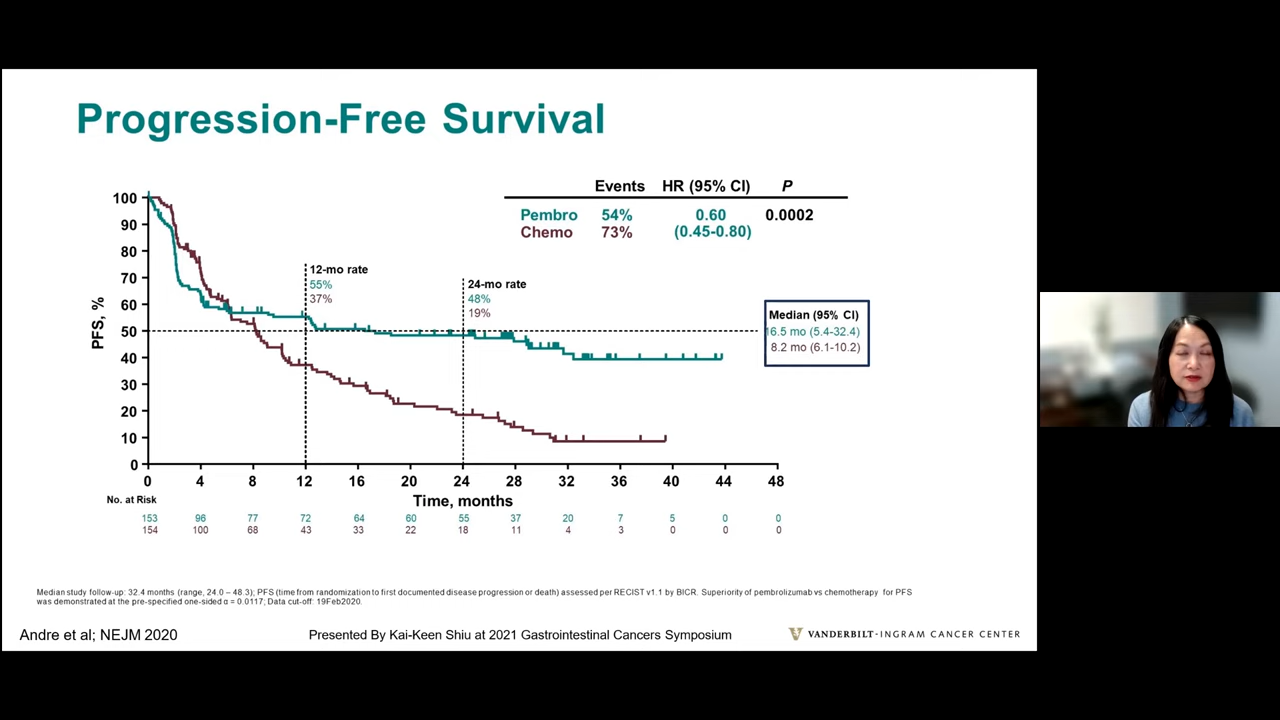 Progression-Free Survival
Events HR (95% CI) P
Pembro 54% 0.60 0.0002
Chemo 73% (0.45-0.80)
100
90
80
70
60
50
40
30
20
10
0
PFS, %
12-mo rate
55%
37%
24-mo rate
48%
19%
Median (95% CI)
16.5 mo (5.4-32.4)
8.2 mo (6.1-10.2)
0 4 8 12 16 20 24 28 32 36 40 44 48
No. at Risk
Time, months
153 96 77 72 64 60 55 37 20 7 5 0 0
154 100 68 43 33 22 18 11 4 3 0 0 0
Median study follow-up: 32.4 months (range, 24.0 – 48.3); PFS (time from randomization to first documented disease progression or death) assessed per RECIST v1.1 by BICR. Superiority of pembrolizumab vs chemotherapy for PFS
was demonstrated at the pre-specified one-sided α = 0.0117; Data cut-off: 19Feb2020.
Andre et al; NEJM 2020
Presented By Kai-Keen Shiu at 2021 Gastrointestinal Cancers Symposium
VANDERBILT-INGRAM CANCER CENTER